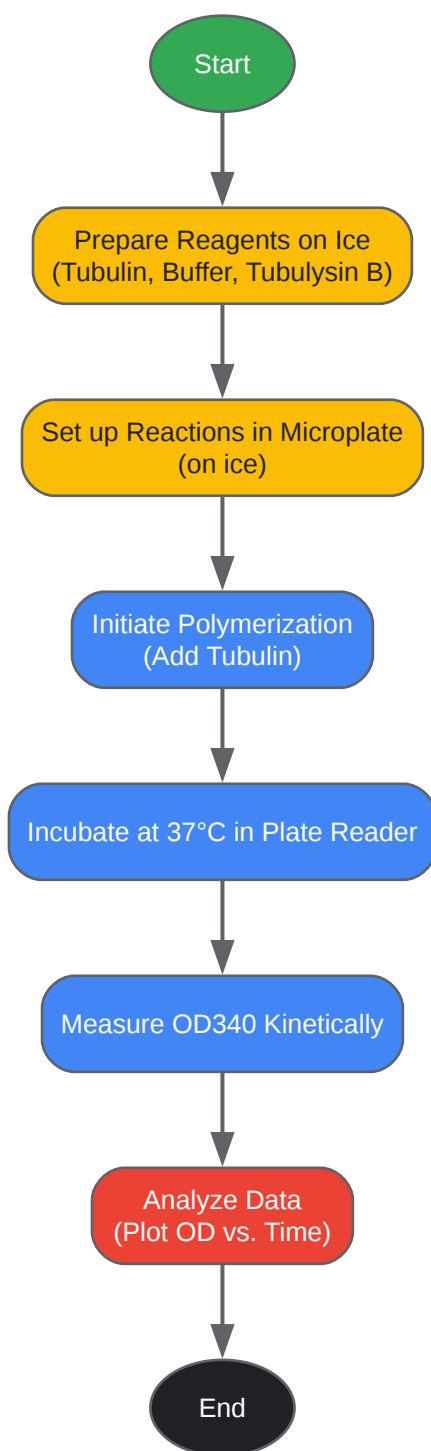 Start
Prepare Reagents on Ice
(Tubulin, Buffer, Tubulysin B)
Set up Reactions in Microplate
(on ice)
Initiate Polymerization
(Add Tubulin)
Incubate at 37°C in Plate Reader
Measure OD340 Kinetically
Analyze Data
(Plot OD vs. Time)
End